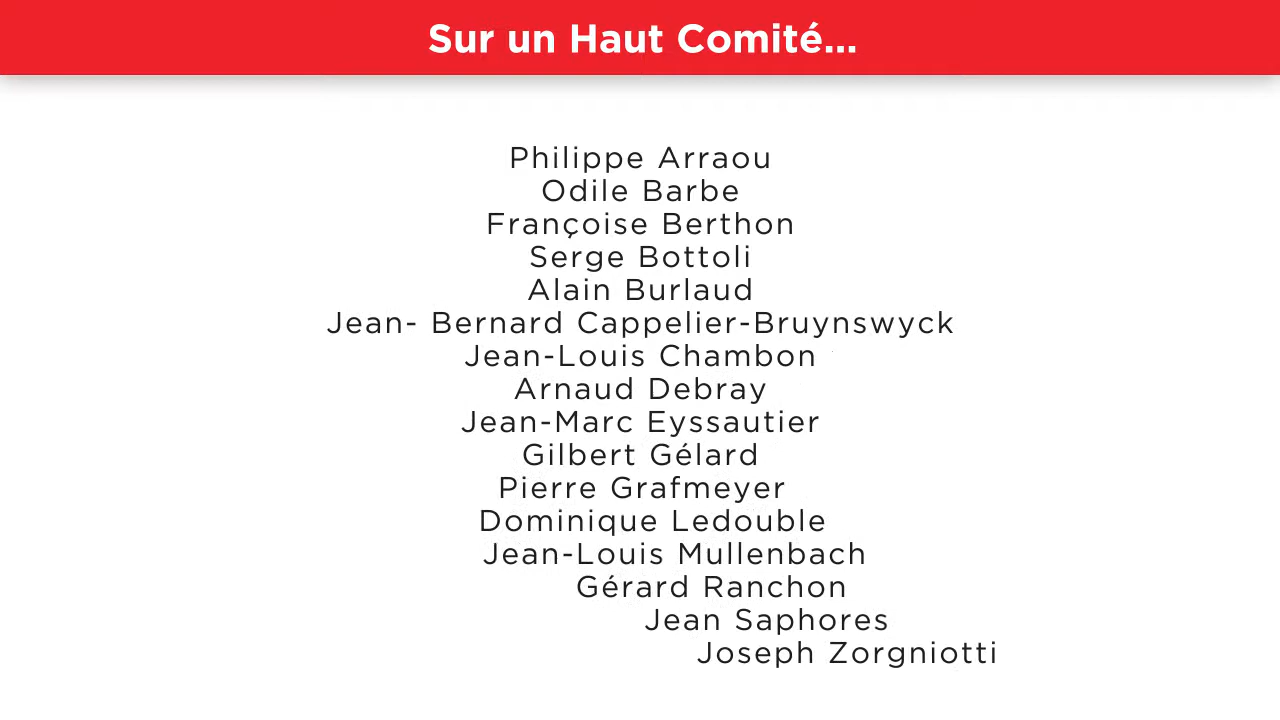 Sur un Haut Comité...
Philippe Arraou
Odile Barbe
Françoise Berthon
Serge Bottoli
Alain Burlaud
Jean- Bernard Cappelier-Bruynswyck
Jean-Louis Chambon
Arnaud Debray
Jean-Marc Eyssautier
Gilbert Gélard
Pierre Grafmeyer
Dominique Ledouble
Jean-Louis Mullenbach
Gérard Ranchon
Jean Saphores
Joseph Zorgniotti